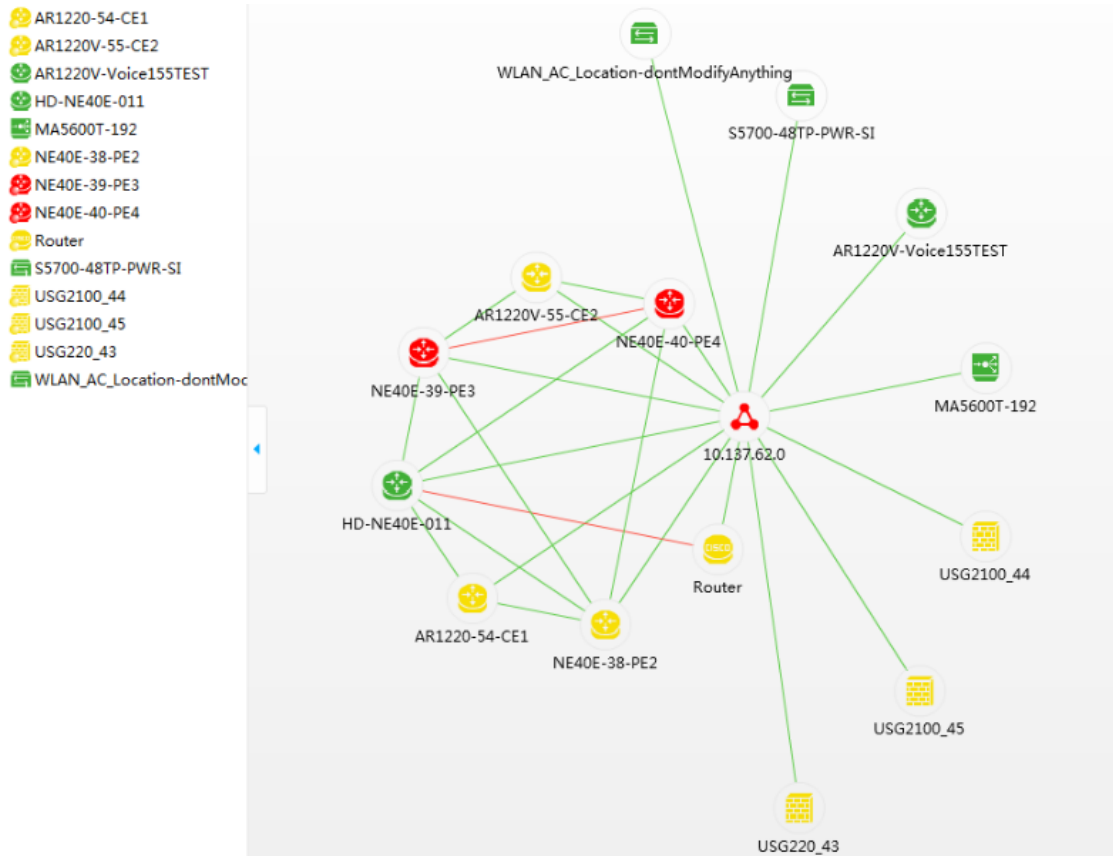 AR1220-54-CE1
AR1220V-55-CE2
AR1220V-Voice155TEST
HD-NE40E-011
MA5600T-192
NE40E-38-PE2
NE40E-39-PE3
NE40E-40-PE4
Router
S5700-48TP-PWR-SI
USG2100_44
USG2100_45
USG220_43
WLAN_AC_Location-dontMoc
WLAN_AC_Location-dontModifyAnything
S5700-48TP-PWR-SI
AR1220V-Voice155TEST
AR1220V-55-CE2
NE40E-40-PE4
NE40E-39-PE3
MA5600T-192
10.137.62.0
HD-NE40E-011
CISCO
USG2100_44
Router
AR1220-54-CE1
NE40E-38-PE2
USG2100_45
USG220_43